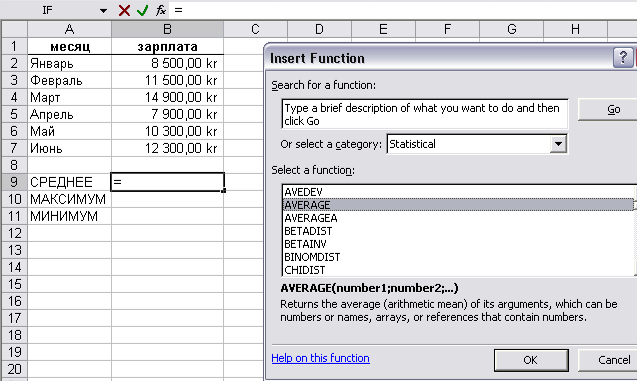 IF =
A B C D E F G H
1 месяц зарплата
2 Январь 8 500,00 kr
3 Февраль 11 500,00 kr
4 Март 14 900,00 kr
5 Апрель 7 900,00 kr
6 Май 10 300,00 kr
7 Июнь 12 300,00 kr
8
9 СРЕДНЕЕ =
10 МАКСИМУМ
11 МИНИМУМ
12
13
14
15
16
17
18
19
20
Insert Function
Search for a function:
Type a brief description of what you want to do and then
click Go
Go
Or select a category: Statistical
Select a function:
AVEDEV
AVERAGE
AVERAGEA
BETADIST
BETAINV
BINOMDIST
CHIDIST
AVERAGE(number1;number2;...)
Returns the average (arithmetic mean) of its arguments, which can be
numbers or names, arrays, or references that contain numbers.
Help on this function
OK Cancel